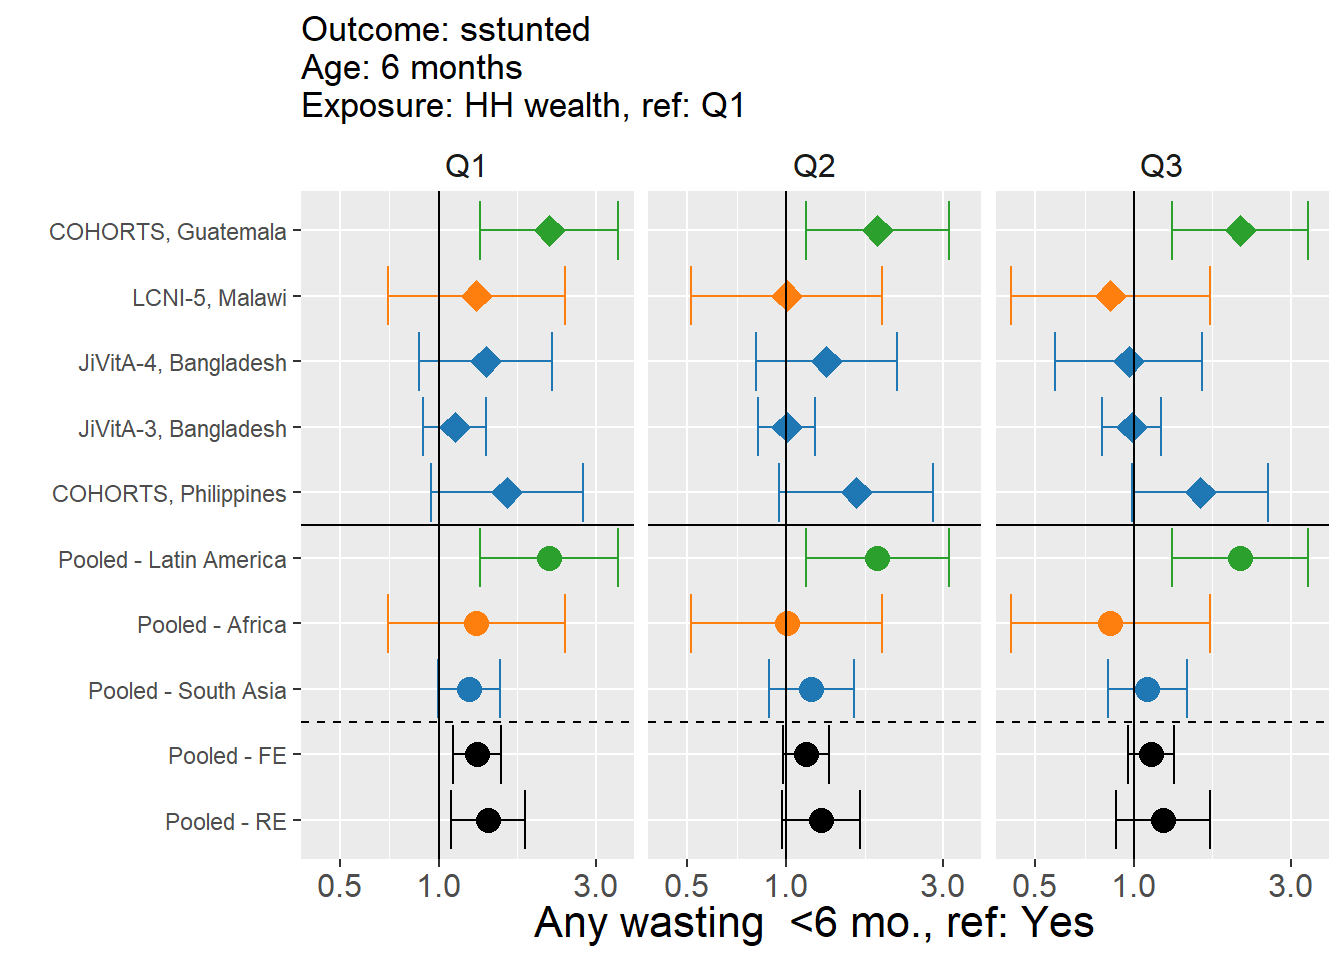 Outcome: sstunted
Age: 6 months
Exposure: HH wealth, ref: Q1
Q1 Q2 Q3
COHORTS, Guatemala
LCNI-5, Malawi
JiVitA-4, Bangladesh
JiVitA-3, Bangladesh
COHORTS, Philippines
Pooled - Latin America
Pooled - Africa
Pooled - South Asia
Pooled - FE
Pooled - RE
0.5 1.0 3.0 0.5 1.0 3.0 0.5 1.0 3.0
Any wasting  <6 mo., ref: Yes